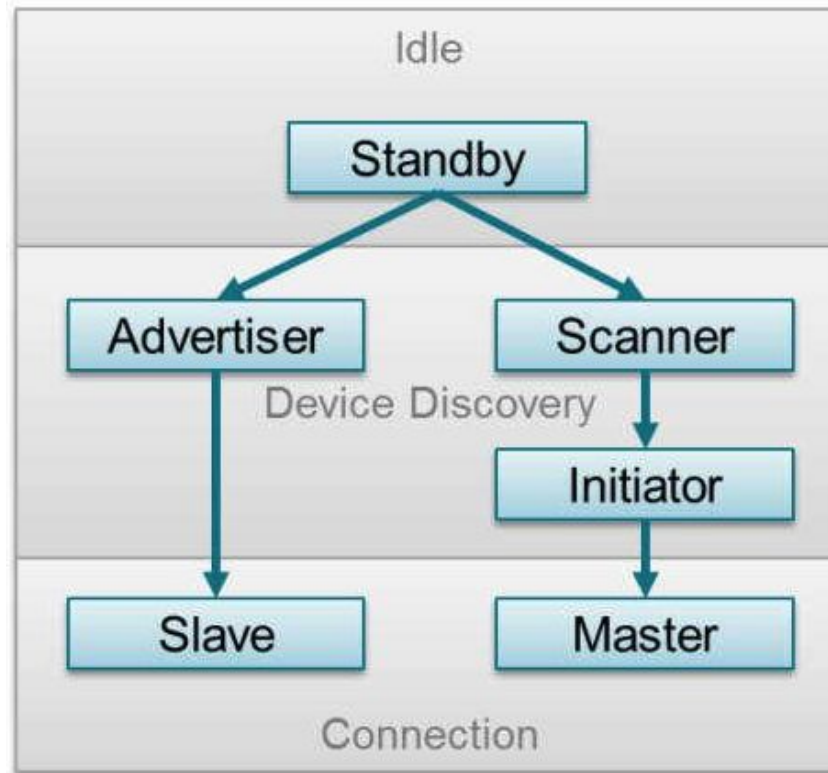 Idle
Standby
Advertiser
Scanner
Device Discovery
Initiator
Slave
Master
Connection